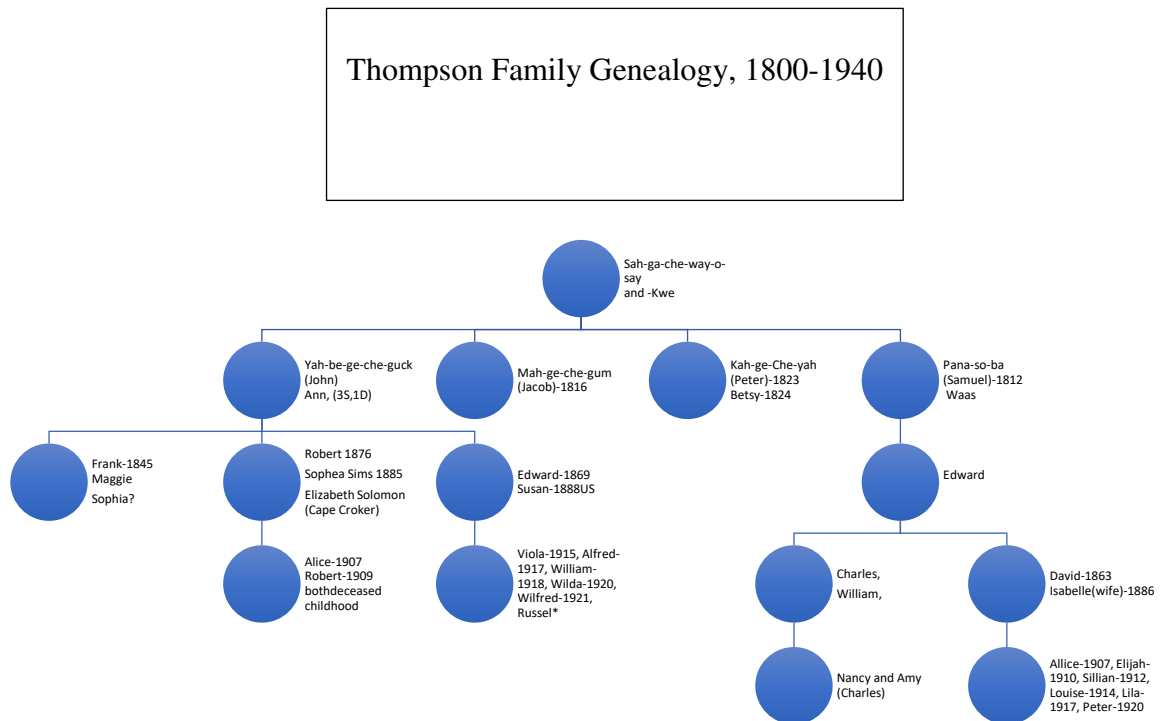 Thompson Family Genealogy, 1800-1940
Sah-ga-che-way-o-
say
and -Kwe
Yah-be-ge-che-guck
(John)
Ann, (3S,1D)
Mah-ge-che-gum
(Jacob)-1816
Kah-ge-Che-yah
(Peter)-1823
Betsy-1824
Pana-so-ba
(Samuel)-1812
Waas
Frank-1845
Maggie
Sophia?
Robert 1876
Sophea Sims 1885
Elizabeth Solomon
(Cape Croker)
Edward-1869
Susan-1888US
Edward
Alice-1907
Robert-1909
bothdeceased
childhood
Viola-1915, Alfred-
1917, William-
1918, Wilda-1920,
Wilfred-1921,
Russel*
Charles,
William,
David-1863
Isabelle(wife)-1886
Nancy and Amy
(Charles)
Allice-1907, Elijah-
1910, Sillian-1912,
Louise-1914, Lila-
1917, Peter-1920